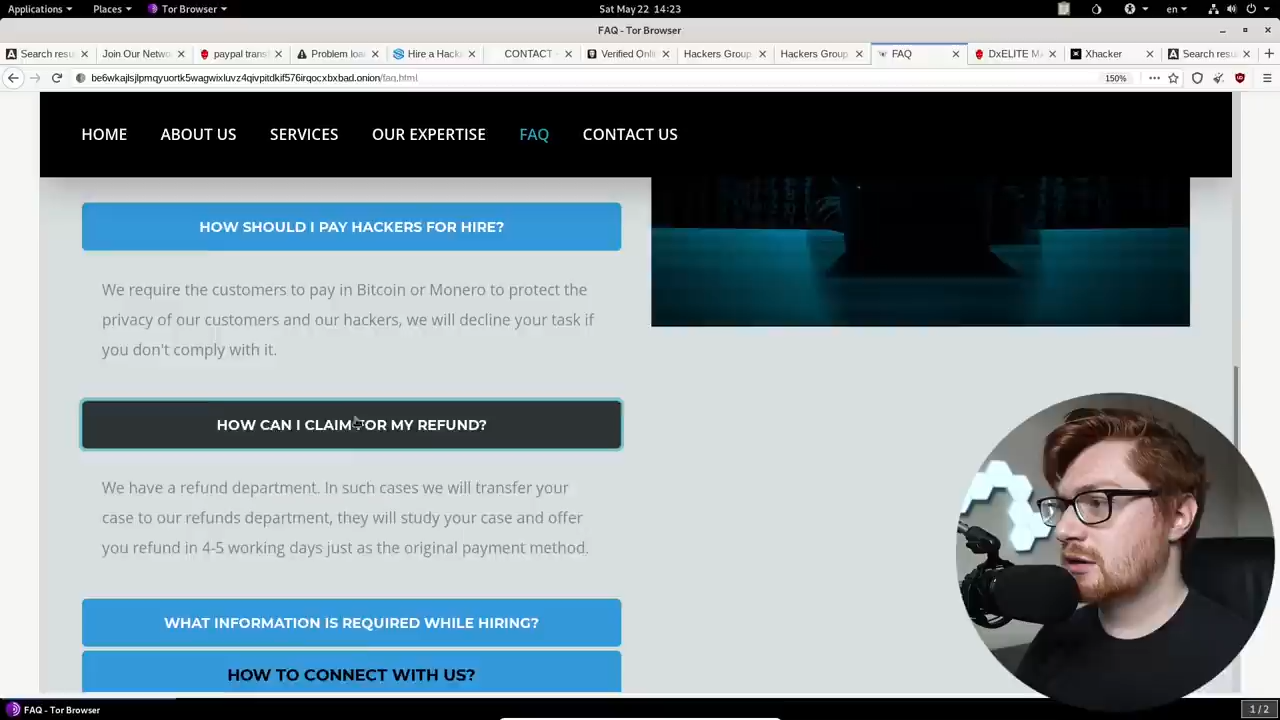 Applications
Places
Tor Browser
Sat May 22 14:23
en
FAQ - Tor Browser
Search resu
Join Our Netwo
paypal trans
Problem loa
Hire a Hack
CONTACT
Verified Onl
Hackers Group
Hackers Group
FAQ
DxELITE MA
Xhacker
Search resu
150%
HOME
ABOUT US
SERVICES
OUR EXPERTISE
FAQ
CONTACT US
HOW SHOULD I PAY HACKERS FOR HIRE?
We require the customers to pay in Bitcoin or Monero to protect the
privacy of our customers and our hackers, we will decline your task if
you don't comply with it.
HOW CAN I CLAIM FOR MY REFUND?
We have a refund department. In such cases we will transfer your
case to our refunds department, they will study your case and offer
you refund in 4-5 working days just as the original payment method.
WHAT INFORMATION IS REQUIRED WHILE HIRING?
HOW TO CONNECT WITH US?
FAQ - Tor Browser
1 / 2